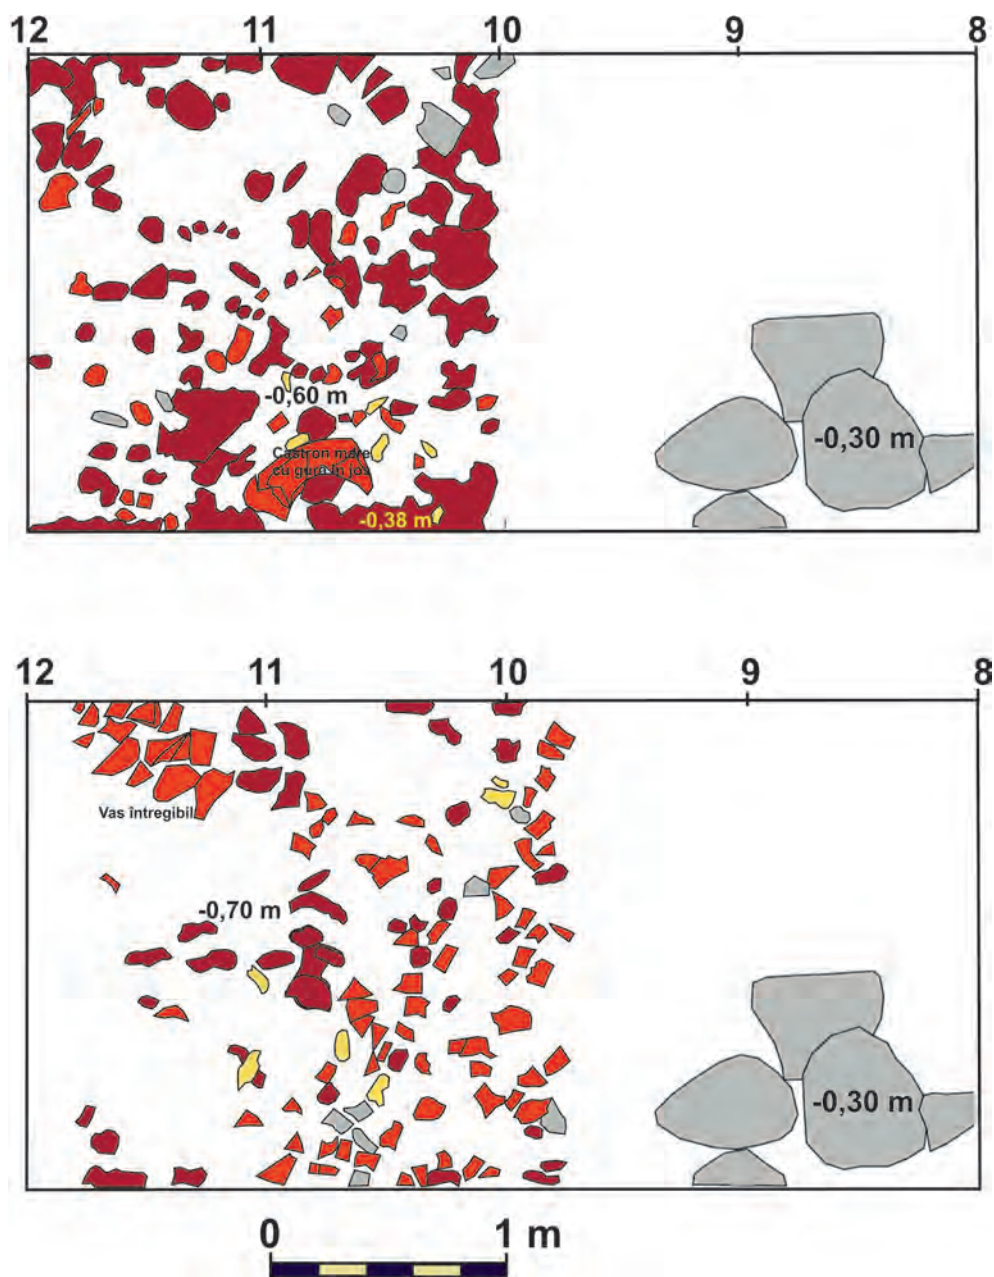 12 11 10 9 8
-0,60 m
-0,30 m
Castron mare
cu gura în jos
-0,38 m
12 11 10 9 8
Vas întregibil
-0,70 m
-0,30 m
0 1 m